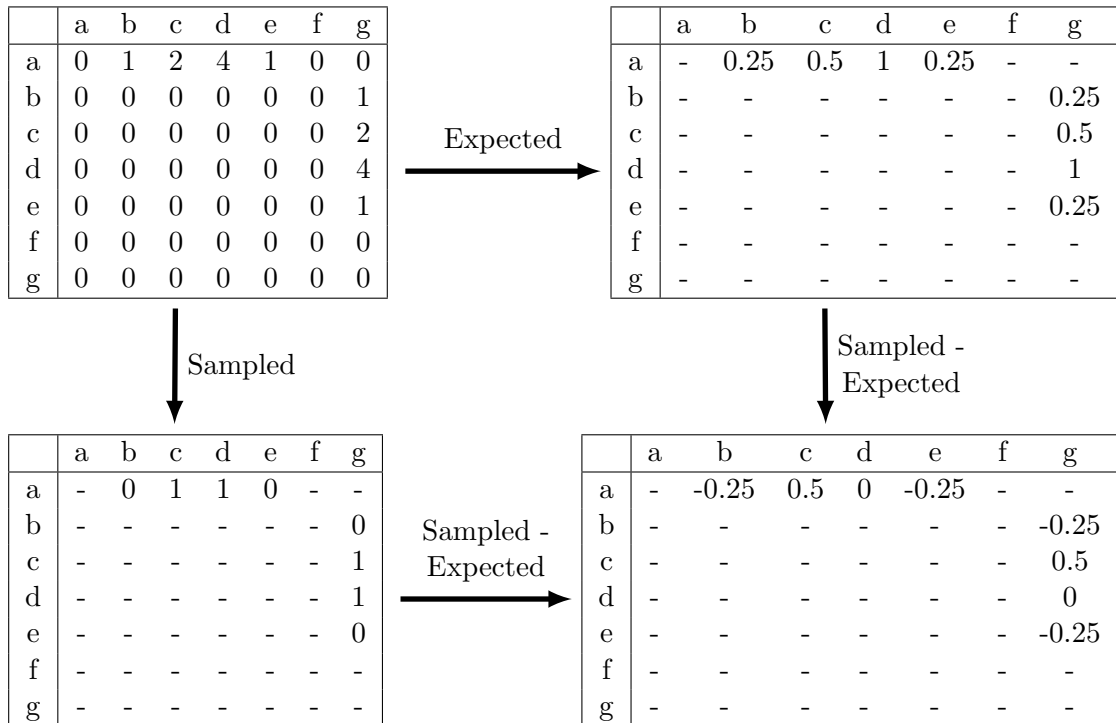 a b c d e f g
a 0 1 2 4 1 0 0
b 0 0 0 0 0 0 1
c 0 0 0 0 0 0 2
d 0 0 0 0 0 0 4
e 0 0 0 0 0 0 1
f 0 0 0 0 0 0 0
g 0 0 0 0 0 0 0
Expected
a b c d e f g
a - 0.25 0.5 1 0.25 - -
b - - - - - - 0.25
c - - - - - - 0.5
d - - - - - - 1
e - - - - - - 0.25
f - - - - - - -
g - - - - - - -
Sampled
Sampled -
Expected
a b c d e f g
a - 0 1 1 0 - -
b - - - - - - 0
c - - - - - - 1
d - - - - - - 1
e - - - - - - 0
f - - - - - - -
g - - - - - - -
Sampled -
Expected
a b c d e f g
a - -0.25 0.5 0 -0.25 - -
b - - - - - - -0.25
c - - - - - - 0.5
d - - - - - - 0
e - - - - - - -0.25
f - - - - - - -
g - - - - - - -